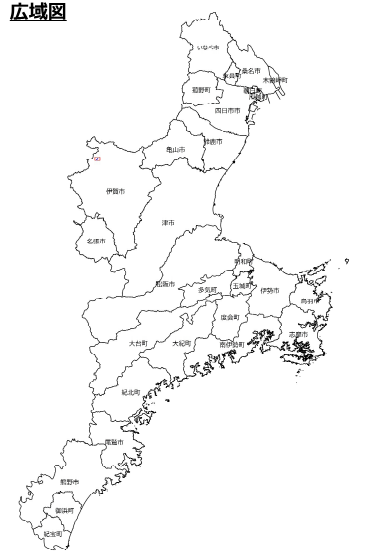 広域図
いなべ市
桑名市
東員町
木曽岬町
菰野町
朝日町
川越町
四日市市
鈴鹿市
亀山市
伊賀市
津市
名張市
明和町
松阪市
多気町
玉城町
伊勢市
鳥羽市
度会町
志摩市
大台町
大紀町
南伊勢町
紀北町
尾鷲市
熊野市
御浜町
紀宝町